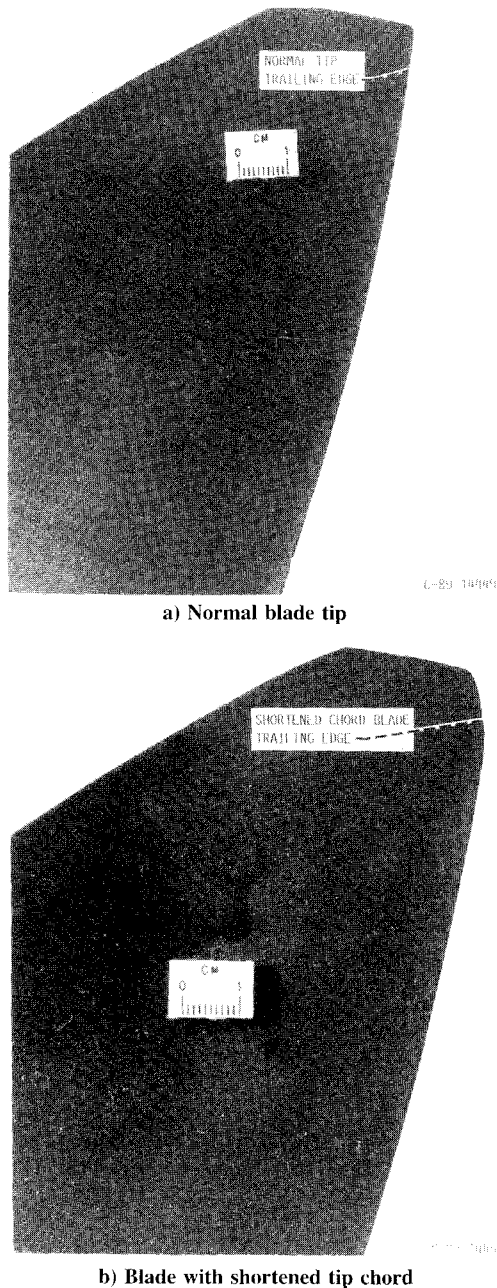 NORMAL TIP
TRAILING EDGE
CM
0 1
a) Normal blade tip
SHORTENED CHORD BLADE
TRAILING EDGE
CM
0 1
b) Blade with shortened tip chord